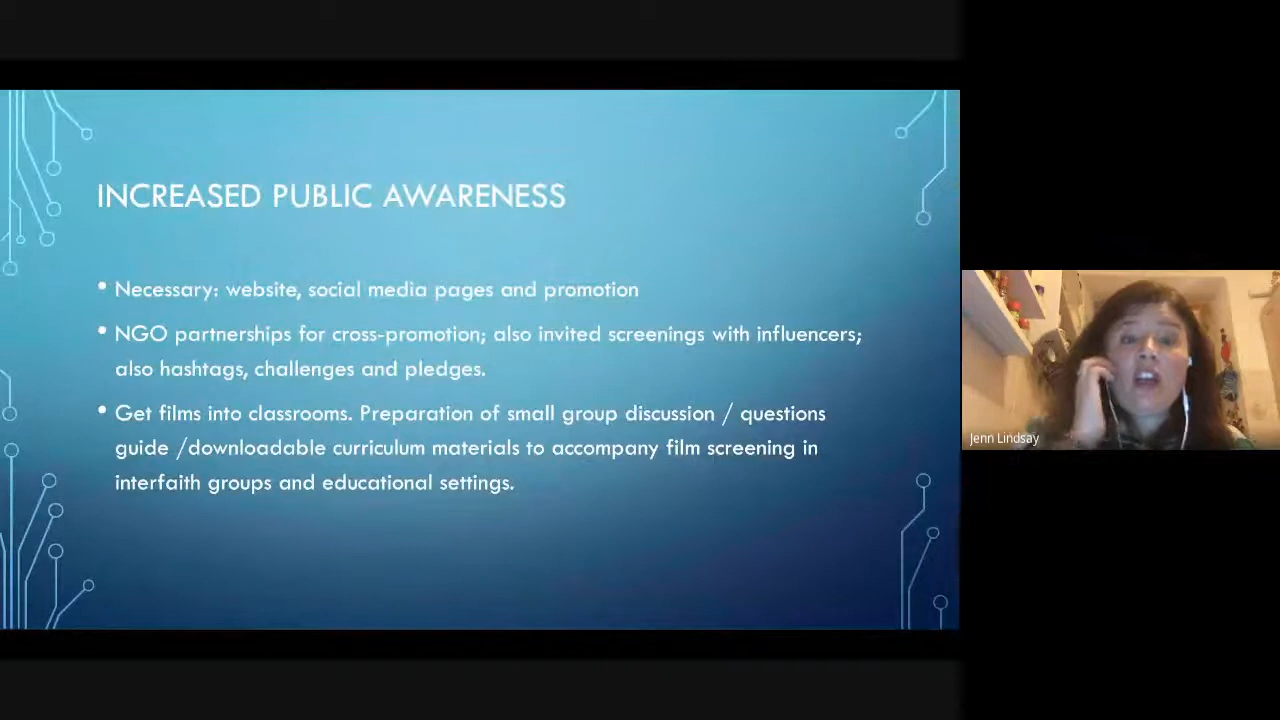 INCREASED PUBLIC AWARENESS
• Necessary: website, social media pages and promotion
• NGO partnerships for cross-promotion; also invited screenings with influencers;
also hashtags, challenges and pledges.
• Get films into classrooms. Preparation of small group discussion / questions
guide /downloadable curriculum materials to accompany film screening in
interfaith groups and educational settings.
Jenn Lindsay